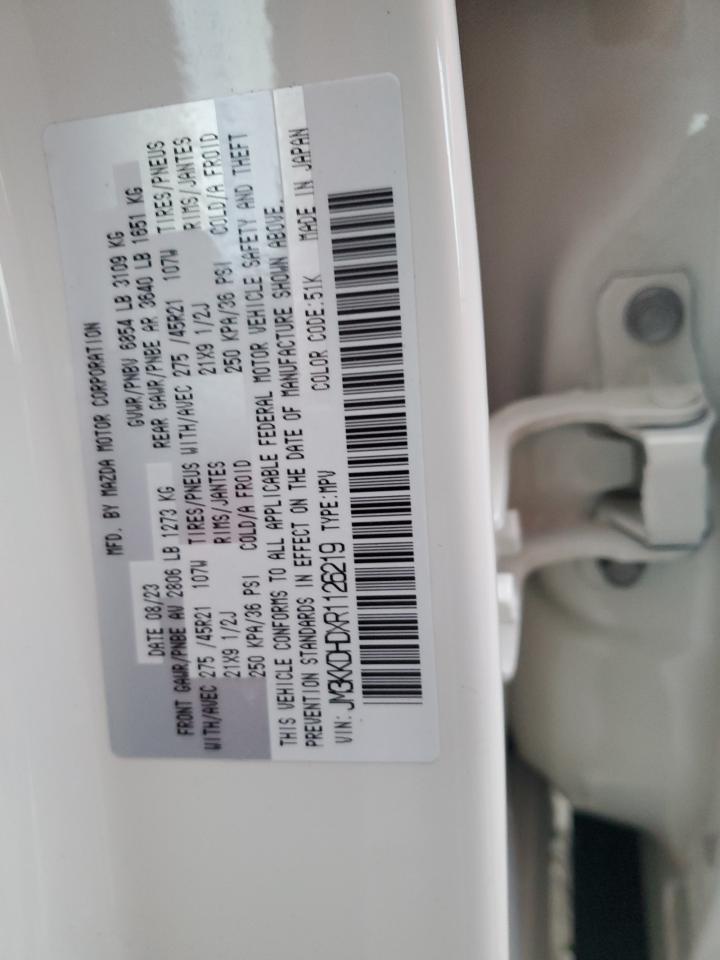 MFD. BY MAZDA MOTOR CORPORATION
DATE 08/23 GVWR/PNBV 6854 LB 3109 KG
FRONT GAWR/PNBE AV 2806 LB 1273 KG REAR GAWR/PNBE AR 3640 LB 1651 KG
WITH/AVEC 275 /45R21 107W TIRES/PNEUS WITH/AVEC 275 /45R21 107W TIRES/PNEUS
21X9 1/2J RIMS/JANTES 21X9 1/2J RIMS/JANTES
250 KPA/36 PSI COLD/A FROID 250 KPA/36 PSI COLD/A FROID
THIS VEHICLE CONFORMS TO ALL APPLICABLE FEDERAL MOTOR VEHICLE SAFETY AND THEFT
PREVENTION STANDARDS IN EFFECT ON THE DATE OF MANUFACTURE SHOWN ABOVE.
VIN: JM3KKDHDXR1126219 TYPE:MPV COLOR CODE:51K MADE IN JAPAN